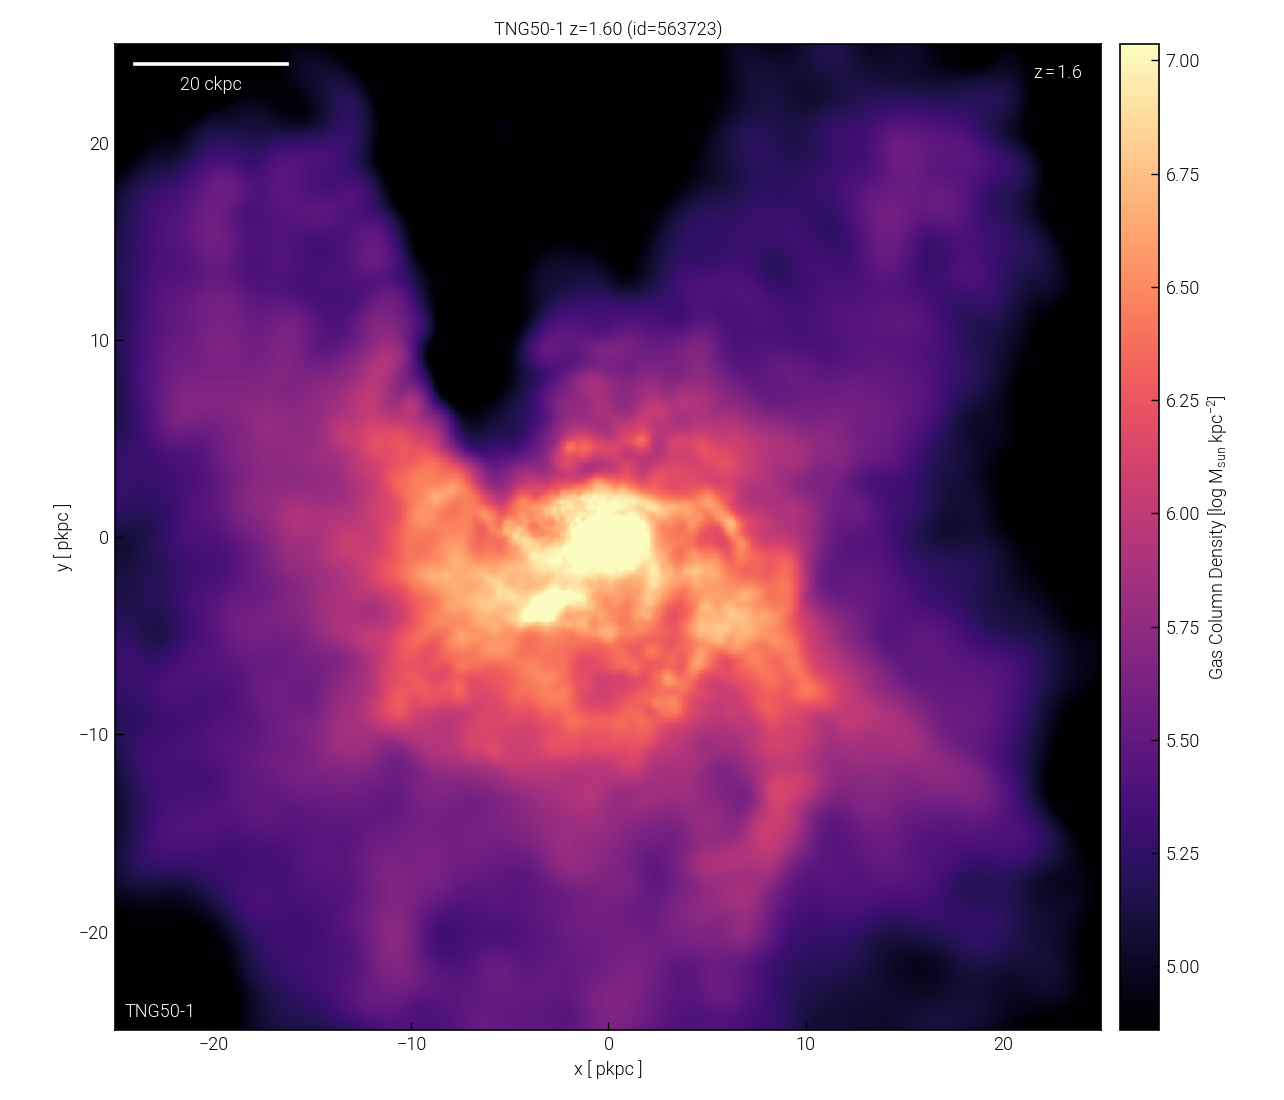 TNG50-1 z=1.60 (id=563723)
20 ckpc
z=1.6
TNG50-1
20
10
0
−10
−20
y [ pkpc ]
−20
−10
0
10
20
x [ pkpc ]
7.00
6.75
6.50
6.25
6.00
5.75
5.50
5.25
5.00
Gas Column Density [log M_sun kpc^−2]